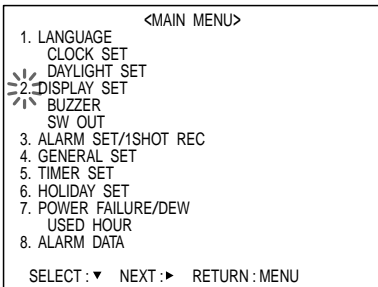 <MAIN MENU>
1. LANGUAGE
CLOCK SET
DAYLIGHT SET
2. DISPLAY SET
BUZZER
SW OUT
3. ALARM SET/1SHOT REC
4. GENERAL SET
5. TIMER SET
6. HOLIDAY SET
7. POWER FAILURE/DEW
USED HOUR
8. ALARM DATA
SELECT : ▼ NEXT : ► RETURN : MENU